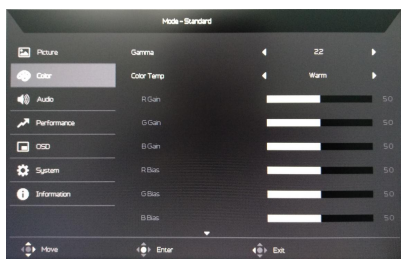 Mode - Standard
Picture
Gamma
2.2
Color
Color Temp
Warm
Audio
R Gain
50
Performance
G Gain
50
OSD
B Gain
50
System
R Bias
50
Information
G Bias
50
B Bias
50
Move
Enter
Exit